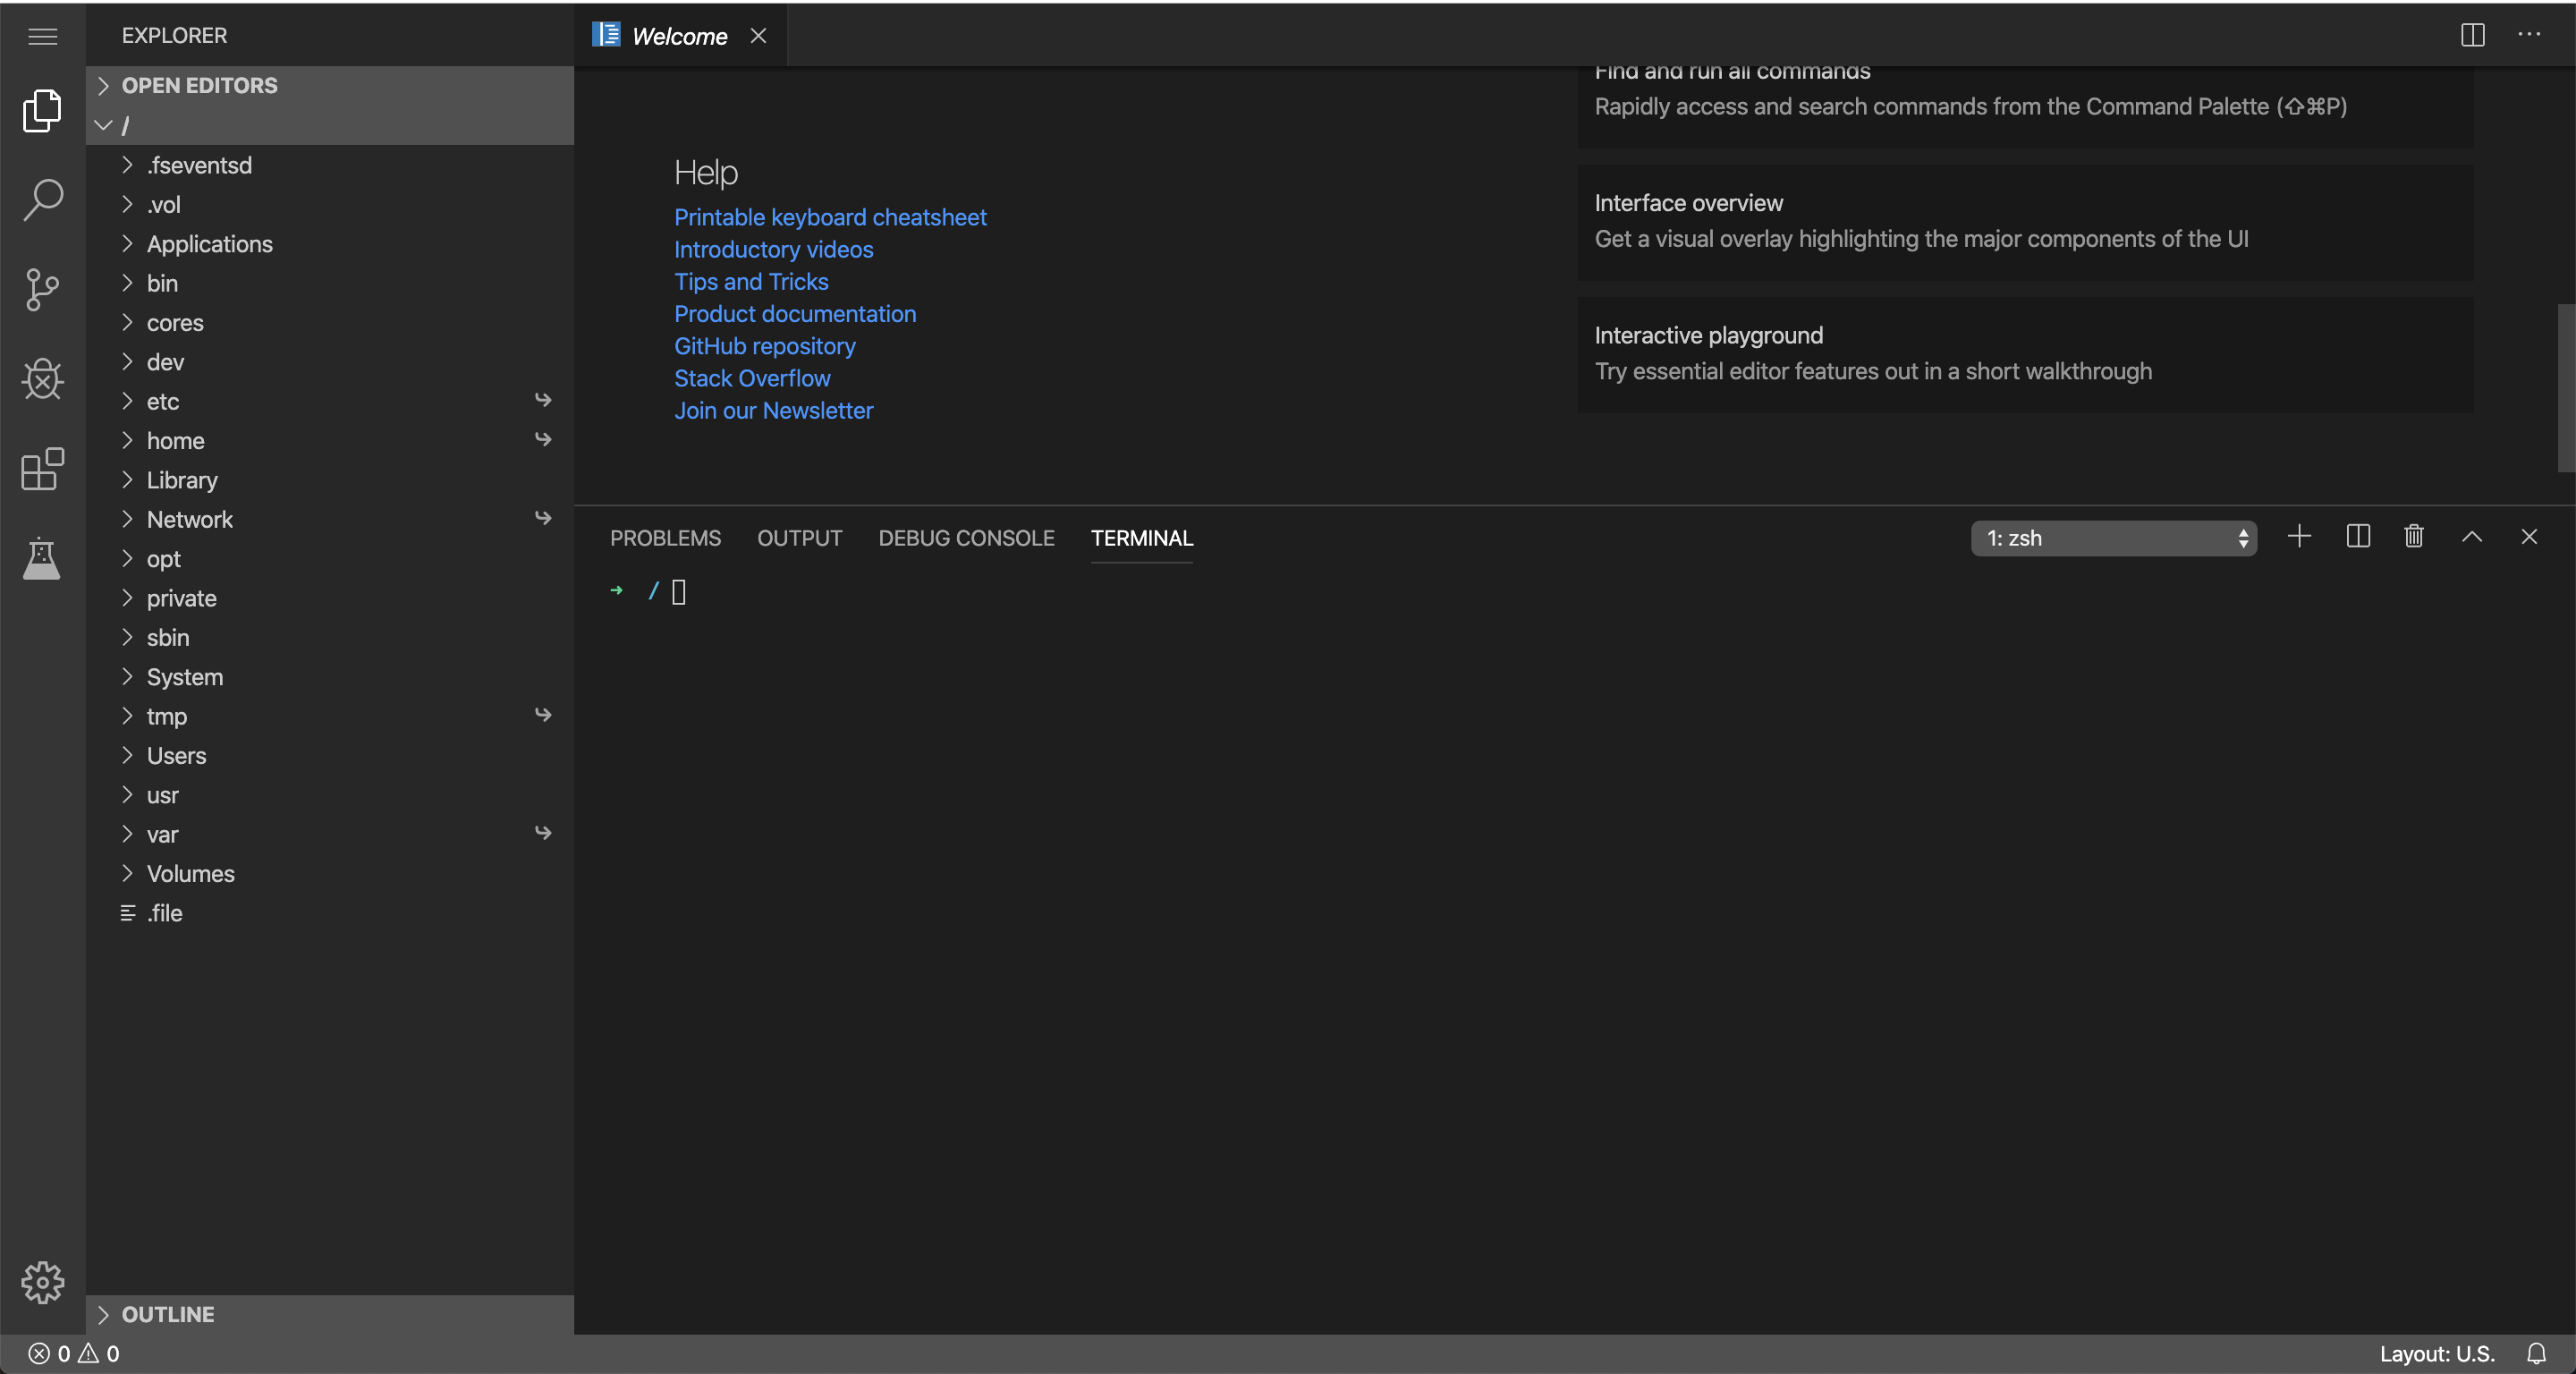 EXPLORER
OPEN EDITORS
/
.fseventsd
.vol
Applications
bin
cores
dev
etc
home
Library
Network
opt
private
sbin
System
tmp
Users
usr
var
Volumes
.file
OUTLINE
Welcome
Help
Printable keyboard cheatsheet
Introductory videos
Tips and Tricks
Product documentation
GitHub repository
Stack Overflow
Join our Newsletter
Find and run all commands
Rapidly access and search commands from the Command Palette (⇧⌘P)
Interface overview
Get a visual overlay highlighting the major components of the UI
Interactive playground
Try essential editor features out in a short walkthrough
PROBLEMS OUTPUT DEBUG CONSOLE TERMINAL 1: zsh
➜ /
0 0 Layout: U.S.